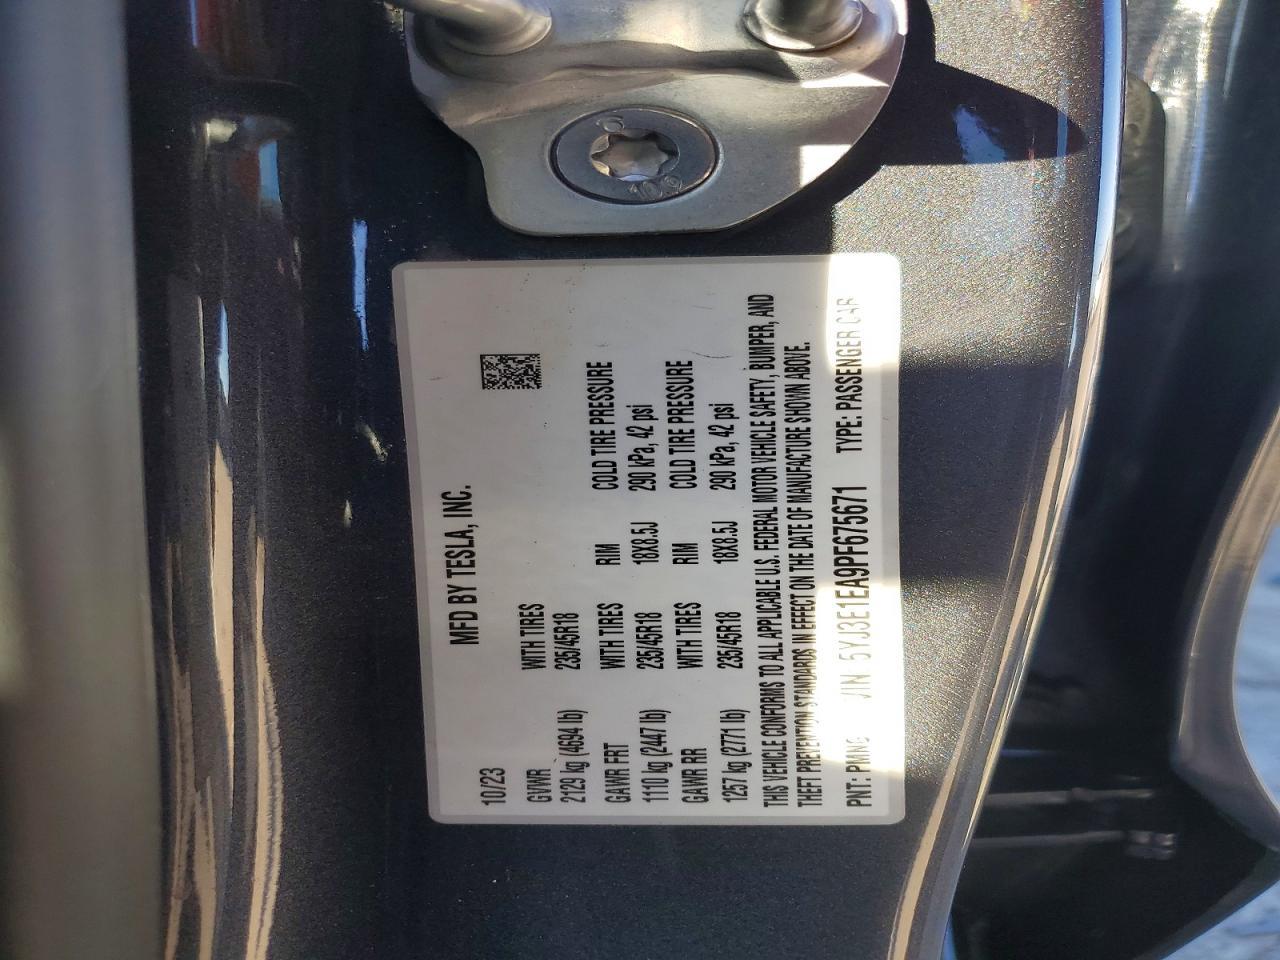 MFD BY TESLA, INC.
10/23
GVWR WITH TIRES
2129 kg (4694 lb) 235/45R18
GAWR FRT WITH TIRES RIM COLD TIRE PRESSURE
1110 kg (2447 lb) 235/45R18 18X8.5J 290 kPa, 42 psi
GAWR RR WITH TIRES RIM COLD TIRE PRESSURE
1257 kg (2771 lb) 235/45R18 18X8.5J 290 kPa, 42 psi
THIS VEHICLE CONFORMS TO ALL APPLICABLE U.S. FEDERAL MOTOR VEHICLE SAFETY, BUMPER, AND
THEFT PREVENTION STANDARDS IN EFFECT ON THE DATE OF MANUFACTURE SHOWN ABOVE.
PNT: PMNG VIN 5YJ3E1EA9PF675671 TYPE: PASSENGER CAR
10.9